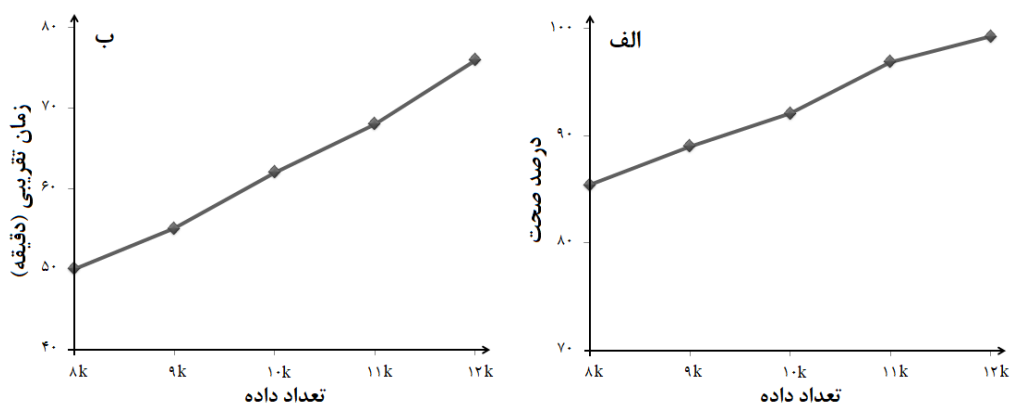 الف
درصد صحت
۱۰۰
۹۰
۸۰
۷۰
۸k ۹k ۱۰k ۱۱k ۱۲k
تعداد داده
ب
زمان تقریبی (دقیقه)
۸۰
۷۰
۶۰
۵۰
۴۰
۸k ۹k ۱۰k ۱۱k ۱۲k
تعداد داده